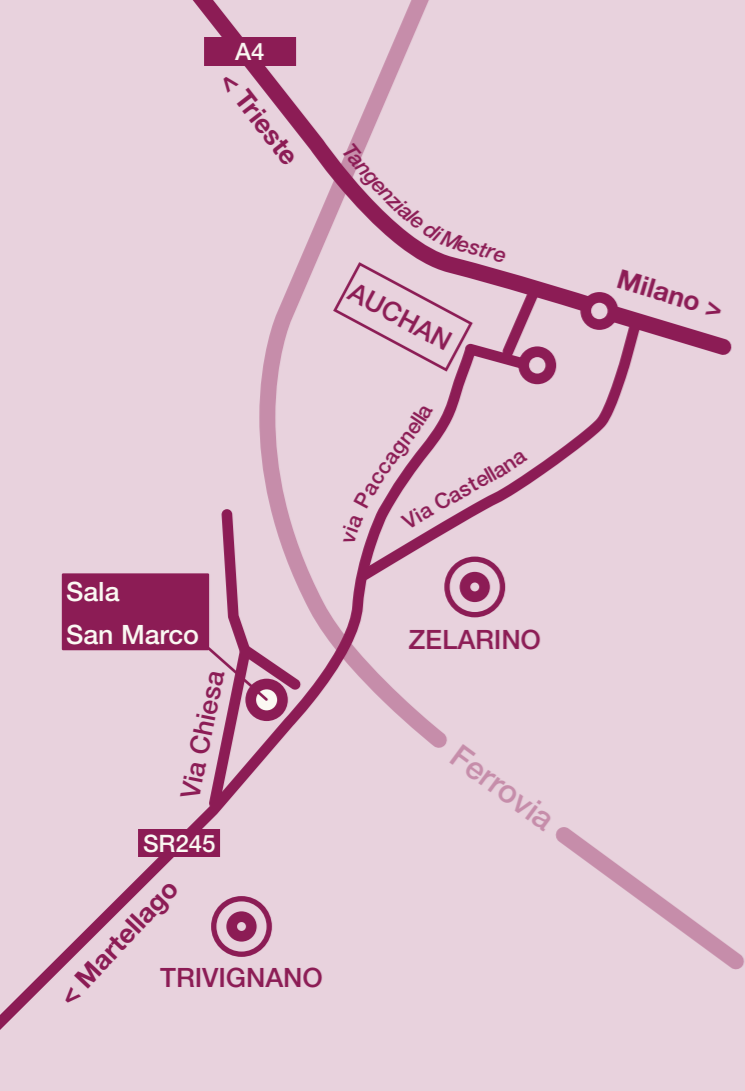 A4
< Trieste
Tangenziale di Mestre
Milano >
AUCHAN
via Paccagnella
Via Castellana
Sala
San Marco
ZELARINO
Via Chiesa
Ferrovia
SR245
< Martellago
TRIVIGNANO